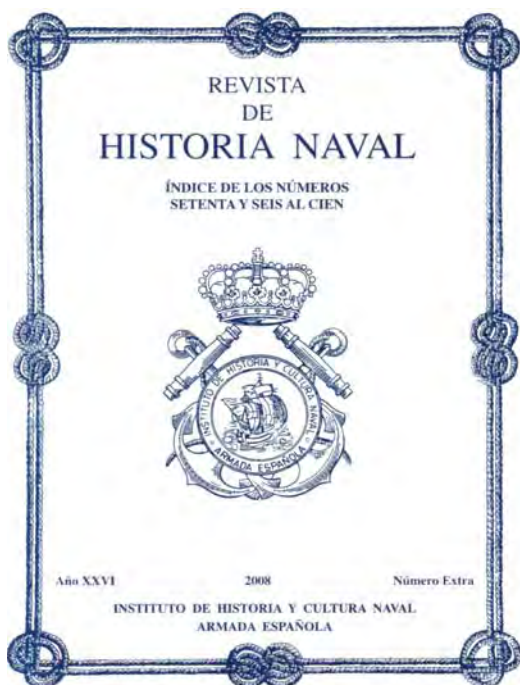 REVISTA
DE
HISTORIA NAVAL
ÍNDICE DE LOS NÚMEROS
SETENTA Y SEIS AL CIEN
INSTITUTO DE HISTORIA Y CULTURA NAVAL
ARMADA ESPAÑOLA
Año XXVI 2008 Número Extra
INSTITUTO DE HISTORIA Y CULTURA NAVAL
ARMADA ESPAÑOLA